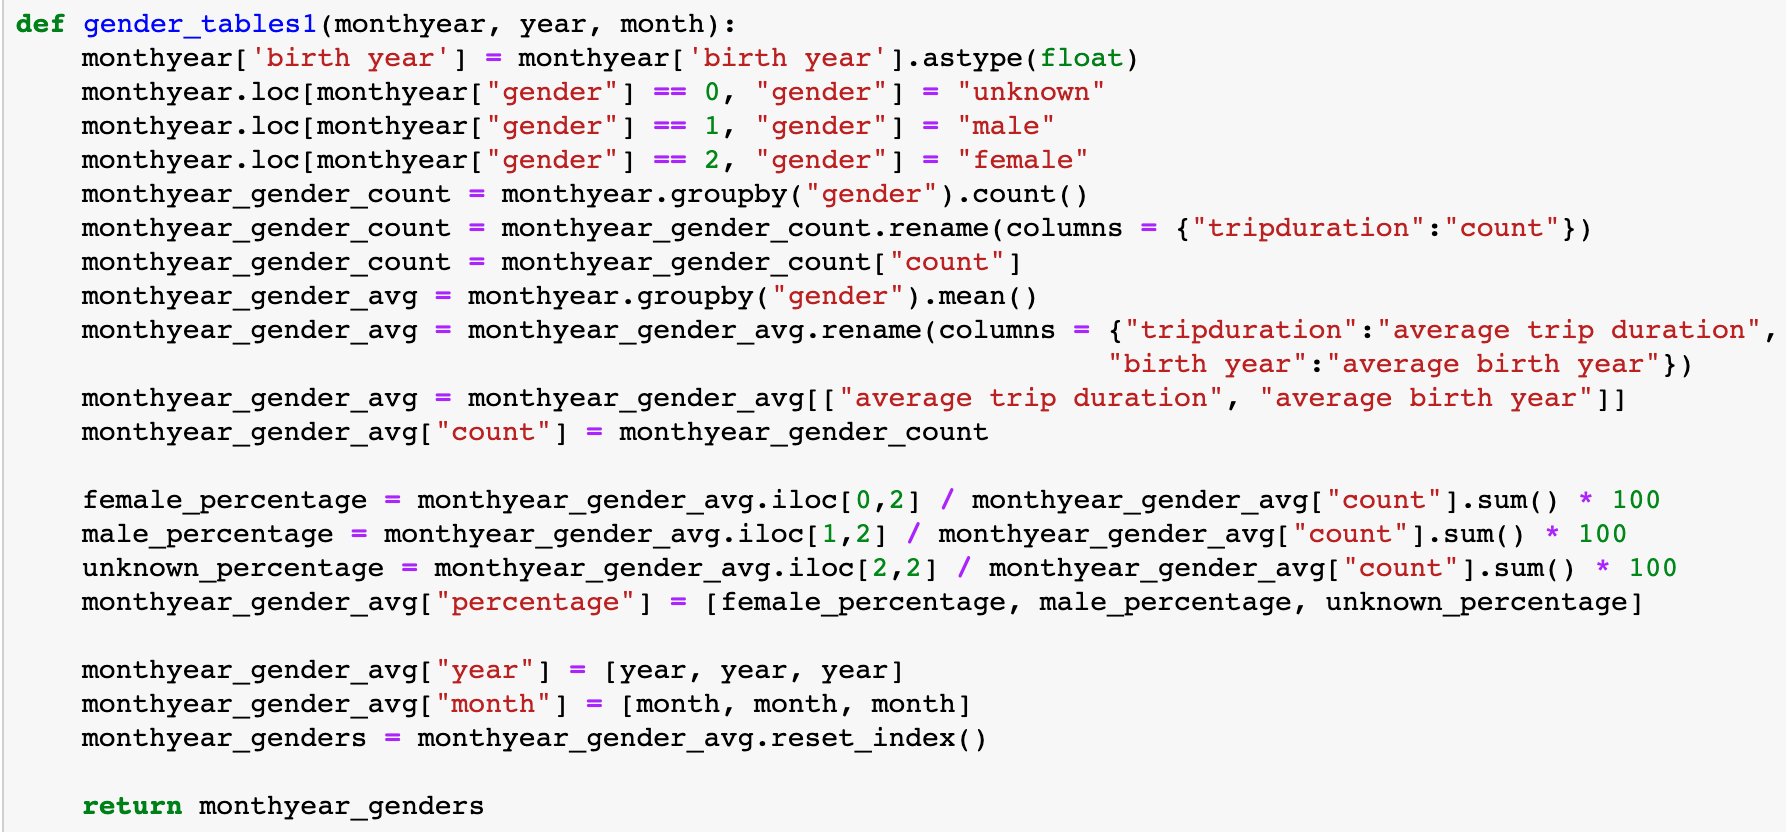 def gender_tables1(monthyear, year, month):
    monthyear['birth year'] = monthyear['birth year'].astype(float)
    monthyear.loc[monthyear["gender"] == 0, "gender"] = "unknown"
    monthyear.loc[monthyear["gender"] == 1, "gender"] = "male"
    monthyear.loc[monthyear["gender"] == 2, "gender"] = "female"
    monthyear_gender_count = monthyear.groupby("gender").count()
    monthyear_gender_count = monthyear_gender_count.rename(columns = {"tripduration":"count"})
    monthyear_gender_count = monthyear_gender_count["count"]
    monthyear_gender_avg = monthyear.groupby("gender").mean()
    monthyear_gender_avg = monthyear_gender_avg.rename(columns = {"tripduration":"average trip duration",
                                                             "birth year":"average birth year"})
    monthyear_gender_avg = monthyear_gender_avg[["average trip duration", "average birth year"]]
    monthyear_gender_avg["count"] = monthyear_gender_count

    female_percentage = monthyear_gender_avg.iloc[0,2] / monthyear_gender_avg["count"].sum() * 100
    male_percentage = monthyear_gender_avg.iloc[1,2] / monthyear_gender_avg["count"].sum() * 100
    unknown_percentage = monthyear_gender_avg.iloc[2,2] / monthyear_gender_avg["count"].sum() * 100
    monthyear_gender_avg["percentage"] = [female_percentage, male_percentage, unknown_percentage]

    monthyear_gender_avg["year"] = [year, year, year]
    monthyear_gender_avg["month"] = [month, month, month]
    monthyear_genders = monthyear_gender_avg.reset_index()

    return monthyear_genders